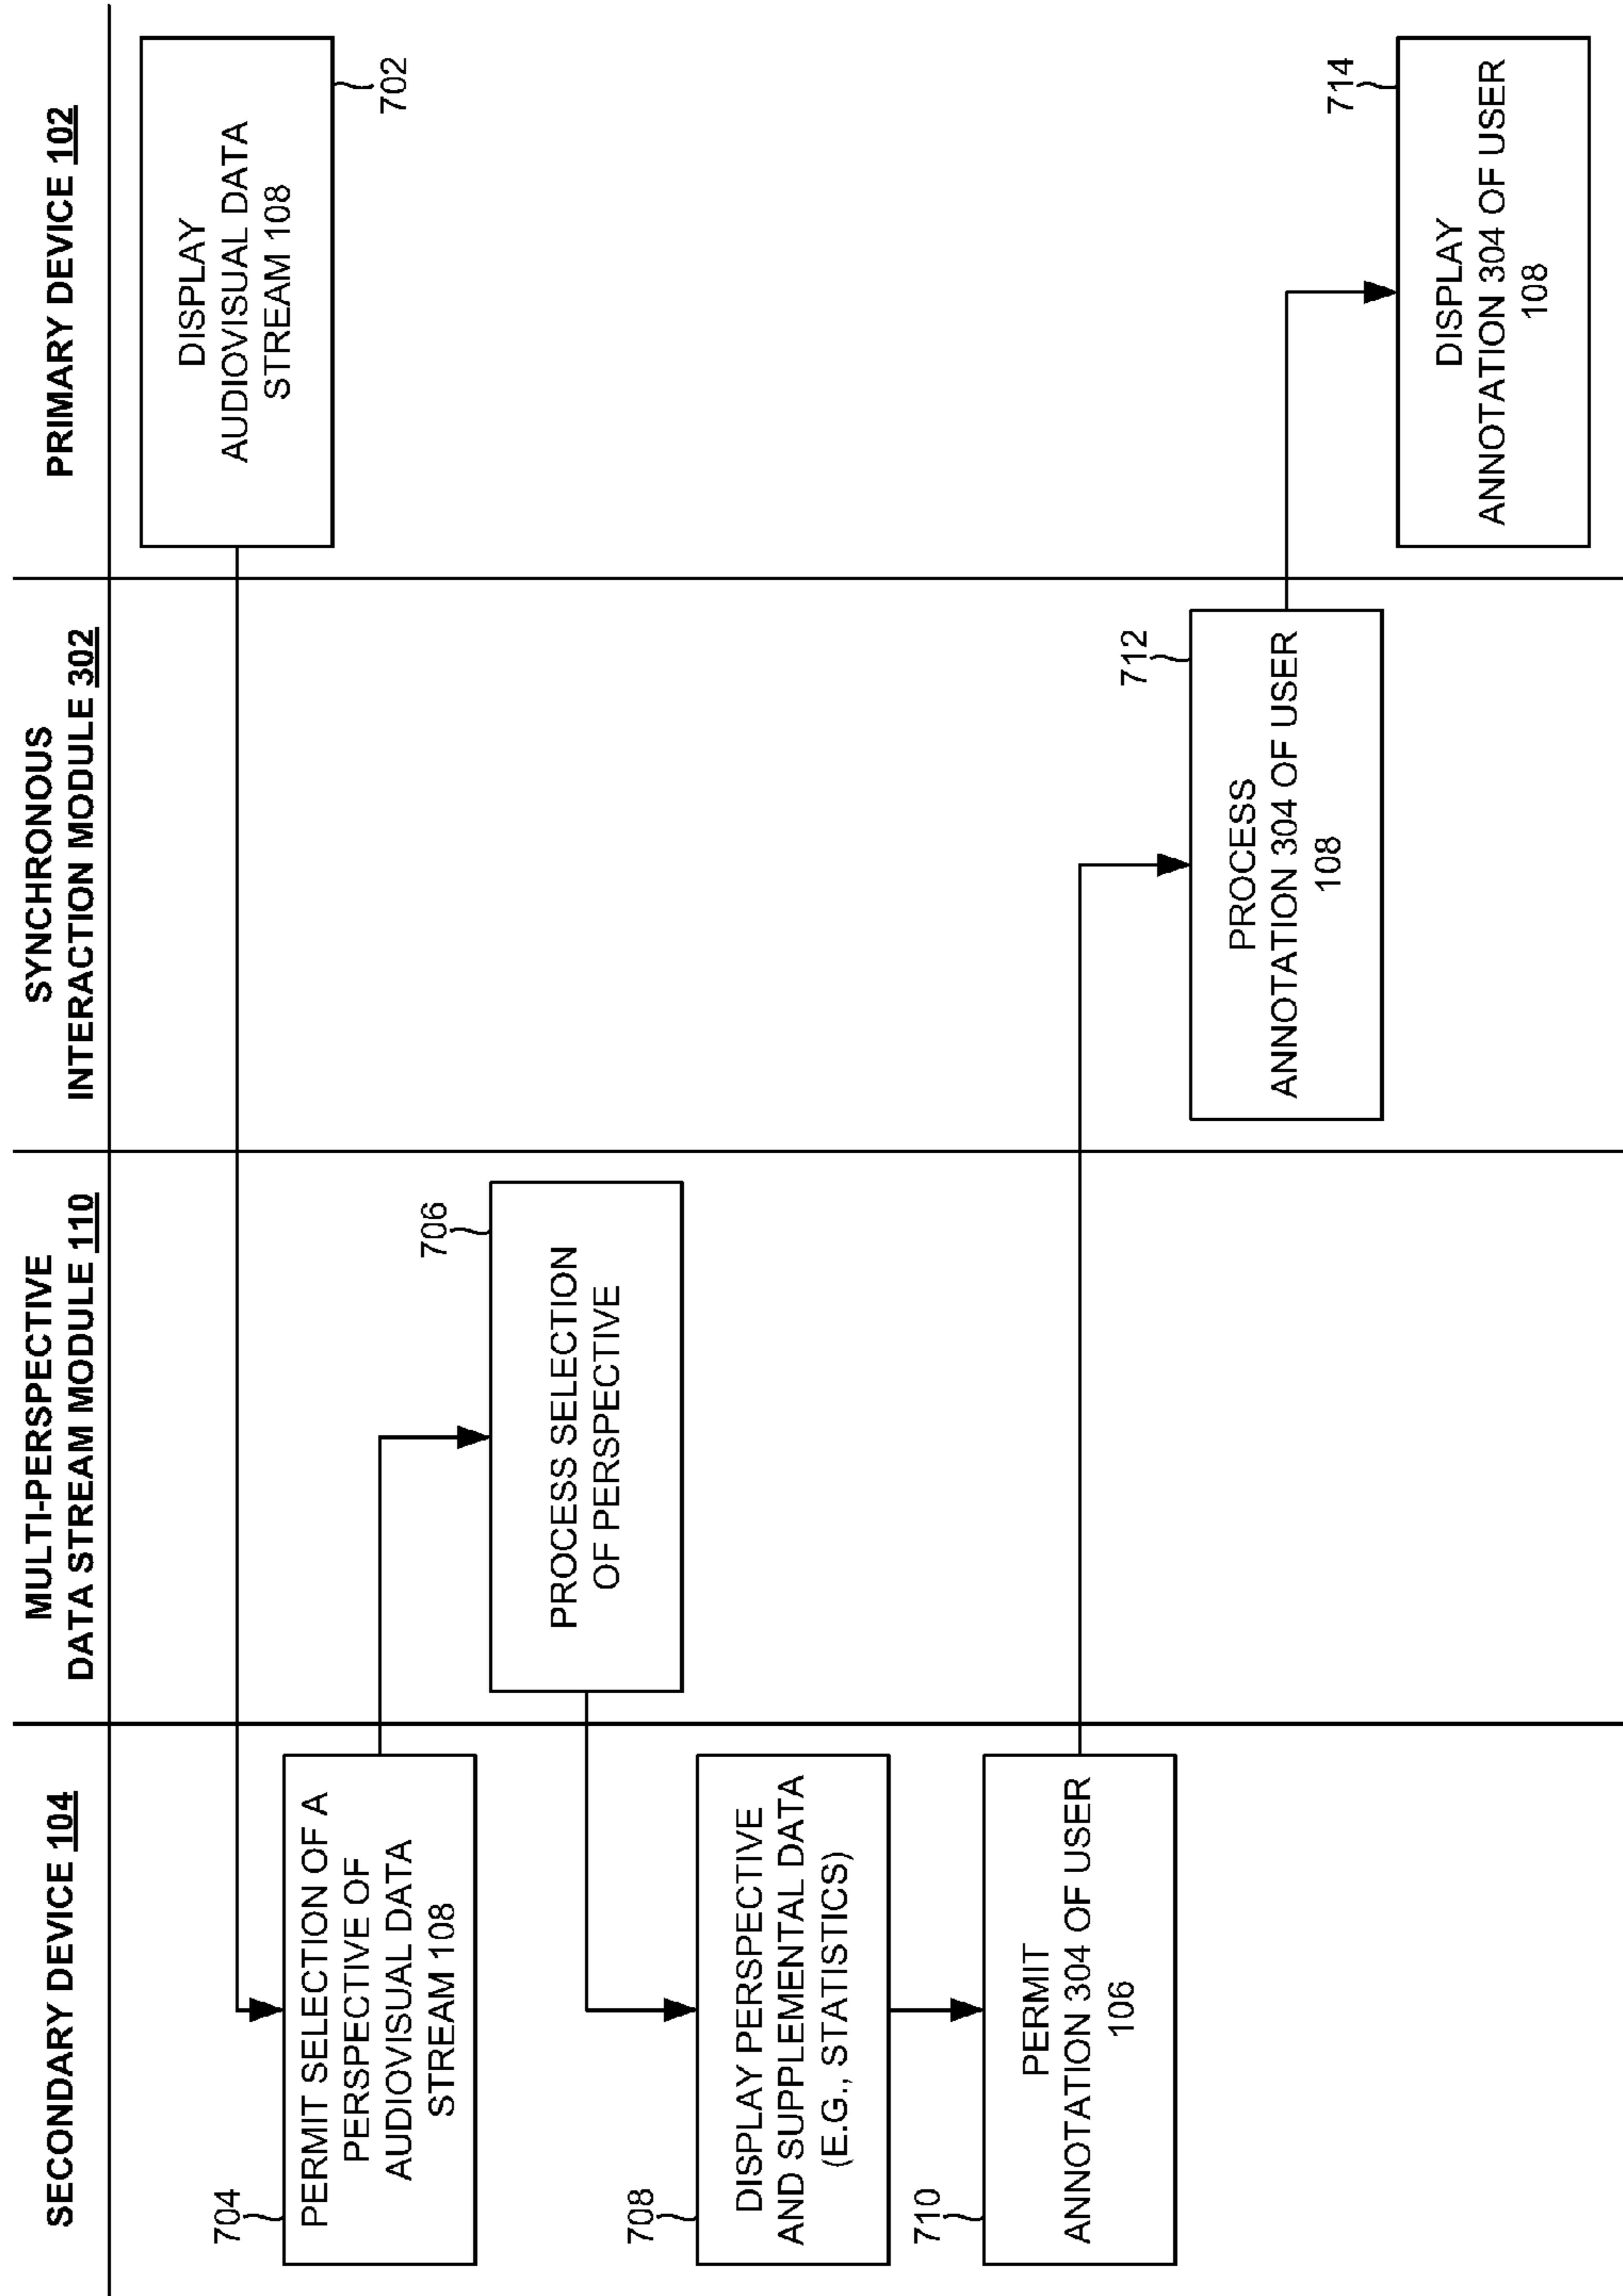 SECONDARY DEVICE 104
MULTI-PERSPECTIVE
DATA STREAM MODULE 110
SYNCHRONOUS
INTERACTION MODULE 302
PRIMARY DEVICE 102
DISPLAY
AUDIOVISUAL DATA
STREAM 108
702
704
PERMIT SELECTION OF A
PERSPECTIVE OF
AUDIOVISUAL DATA
STREAM 108
706
PROCESS SELECTION
OF PERSPECTIVE
708
DISPLAY PERSPECTIVE
AND SUPPLEMENTAL DATA
(E.G., STATISTICS)
710
PERMIT
ANNOTATION 304 OF USER
106
712
PROCESS
ANNOTATION 304 OF USER
108
714
DISPLAY
ANNOTATION 304 OF USER
108